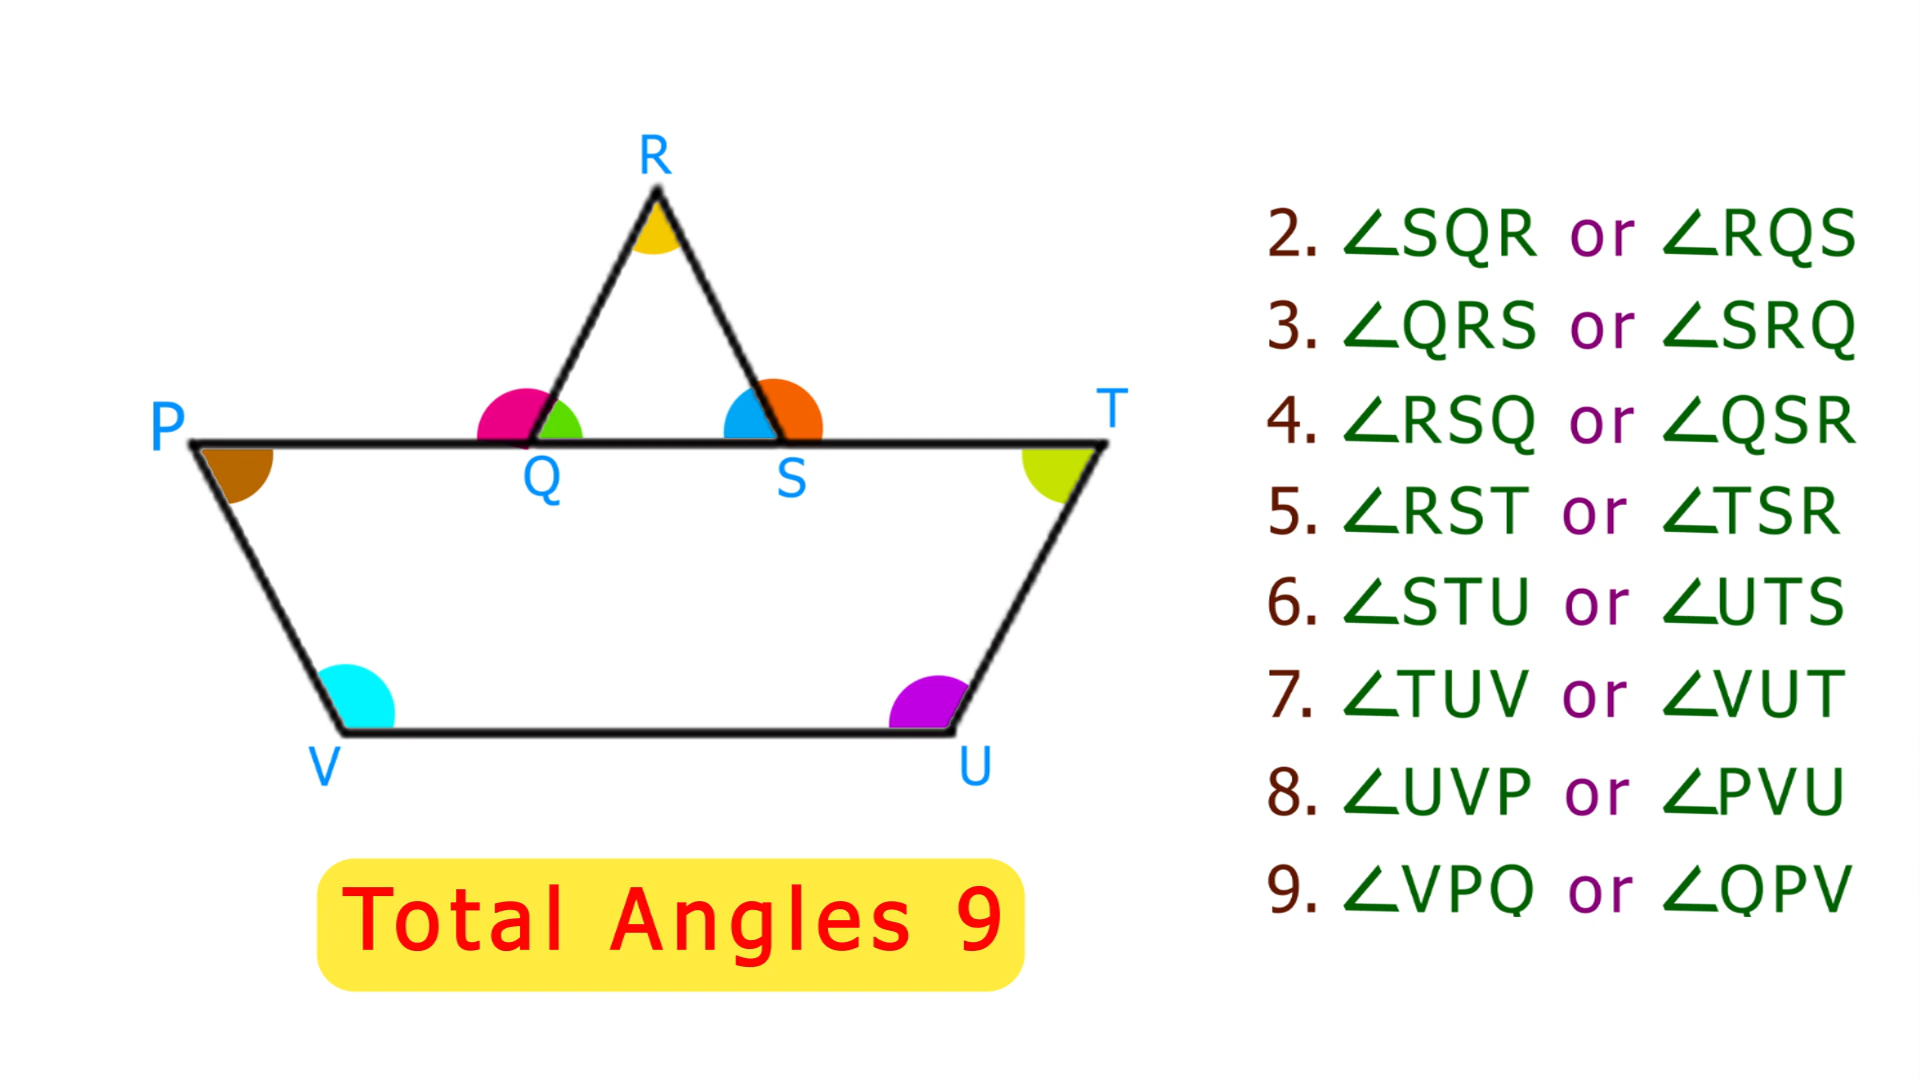 R
P
T
Q
S
V
U
2. ∠SQR or ∠RQS
3. ∠QRS or ∠SRQ
4. ∠RSQ or ∠QSR
5. ∠RST or ∠TSR
6. ∠STU or ∠UTS
7. ∠TUV or ∠VUT
8. ∠UVP or ∠PVU
9. ∠VPQ or ∠QPV
Total Angles 9